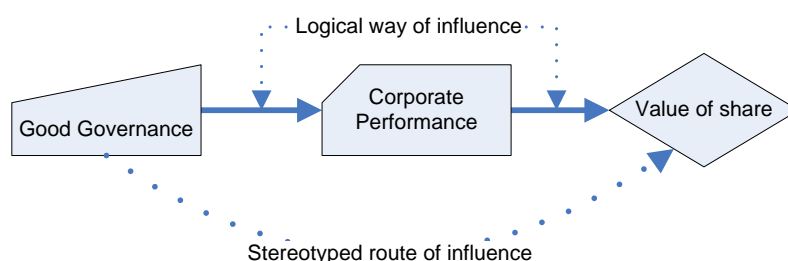 Logical way of influence
Good Governance
Corporate
Performance
Value of share
Stereotyped route of influence